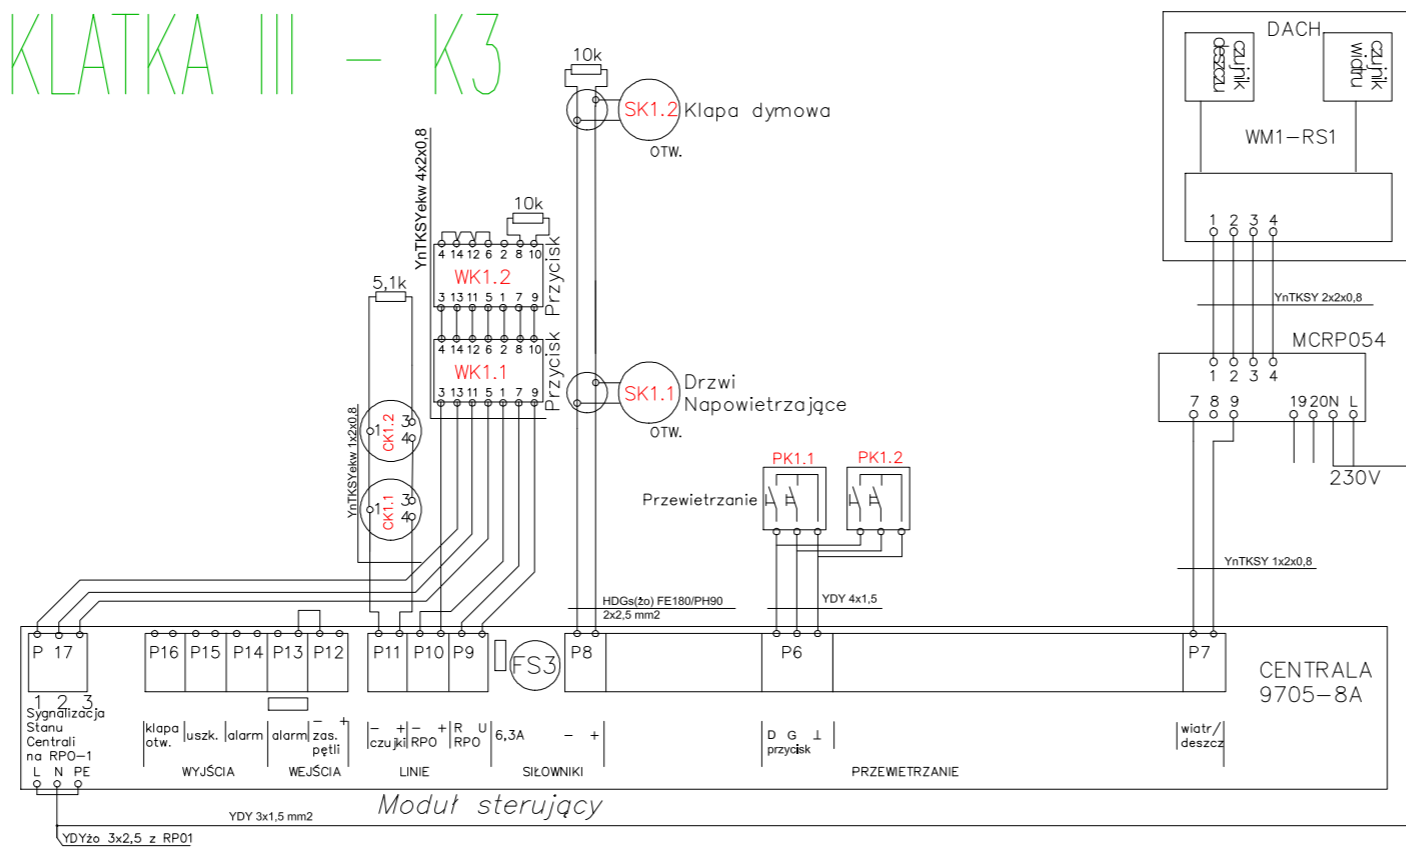 KLATKA III - K3
DACH
czujnik
deszczu
czujnik
wiatru
WM1-RS1
1 2 3 4
YnTKSY 2x2x0,8
MCRP054
1 2 3 4
7 8 9 19 20 N L
230V
YnTKSY 1x2x0,8
10k
SK1.2 Klapa dymowa
OTW.
SK1.1
Drzwi
Napowietrzające
OTW.
YnTKSYekw 4x2x0,8
10k
4 14 12 6 2 8 10
WK1.2
Przycisk
3 13 11 5 1 7 9
4 14 12 6 2 8 10
WK1.1
Przycisk
3 13 11 5 1 7 9
5,1k
YnTKSYekw 1x2x0,8
1 CK1.2 3
4
1 CK1.1 3
4
PK1.1 PK1.2
Przewietrzanie
HDGs(żo) FE180/PH90
2x2,5 mm2
YDY 4x1,5
P 17 P16 P15 P14 P13 P12 P11 P10 P9 FS3 P8 P6 P7
CENTRALA
9705-8A
1 2 3
Sygnalizacja
Stanu
Centrali
na RPO-1
L N PE
klapa
otw.
uszk.
alarm
WYJŚCIA
alarm
- +
zas.
pętli
WEJŚCIA
- +
czujki
- +
RPO
R U
RPO
LINIE
6,3A - +
SIŁOWNIKI
D G ⊥
przycisk
PRZEWIETRZANIE
wiatr/
deszcz
Moduł sterujący
YDY 3x1,5 mm2
YDYżo 3x2,5 z RP01